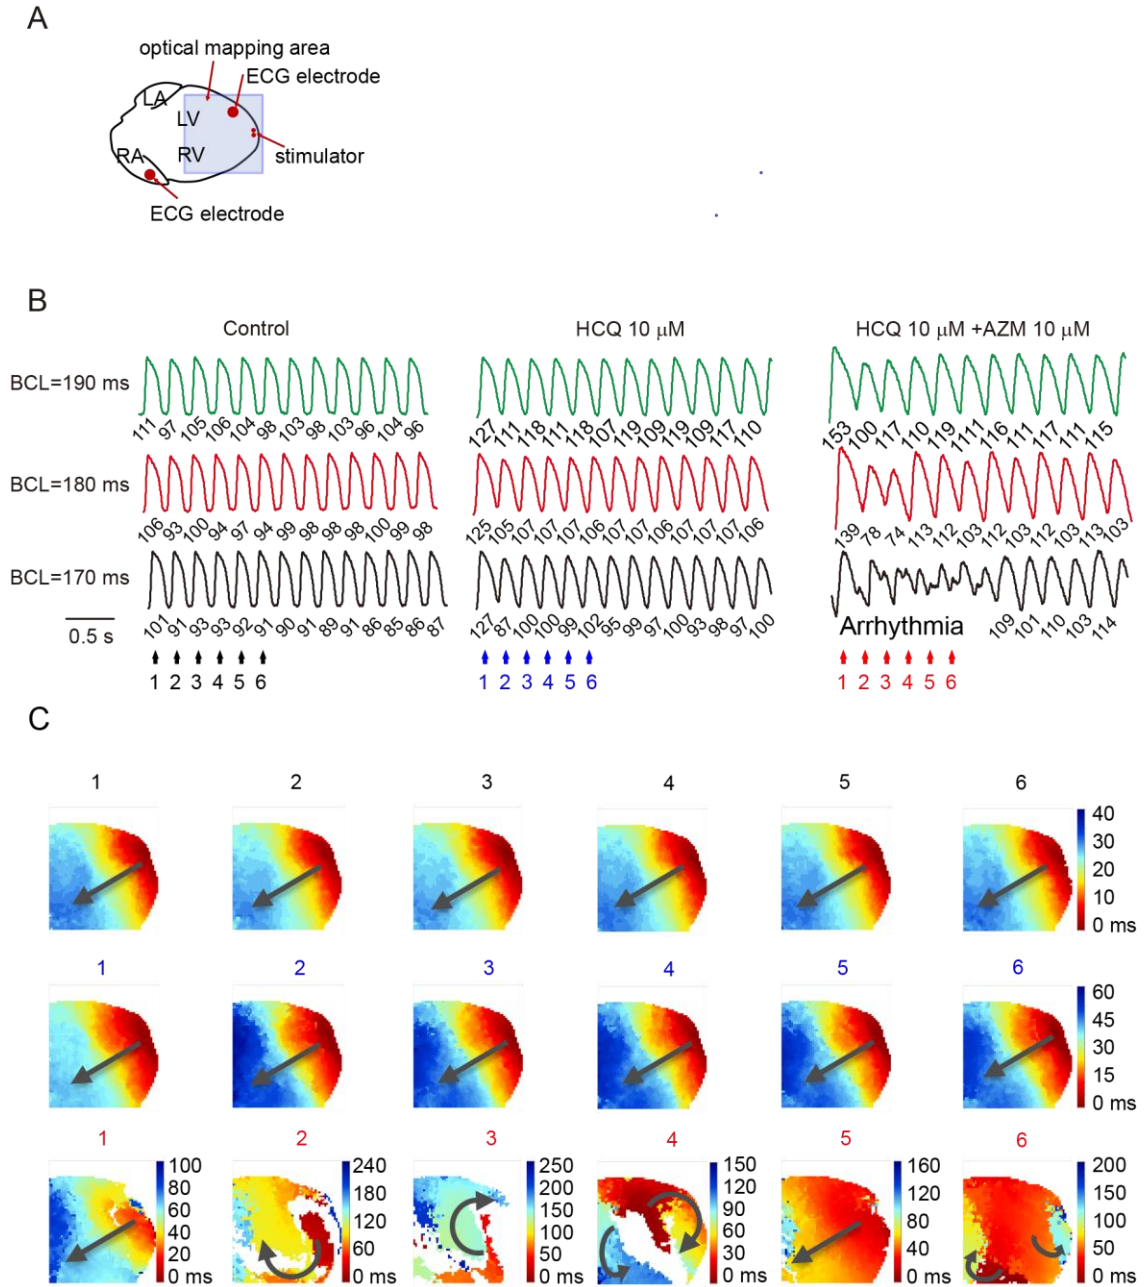 A
optical mapping area
ECG electrode
LA
LV
RA
RV
stimulator
ECG electrode
B
Control
HCQ 10 μM
HCQ 10 μM +AZM 10 μM
BCL=190 ms
111 97 105 106 104 98 103 98 103 96 104 96
127 111 118 111 118 107 119 109 119 109 117 110
153 100 117 110 119 1111 116 111 117 111 115
BCL=180 ms
106 93 100 94 97 94 99 98 98 100 99 98
125 105 107 107 107 106 107 107 107 107 107 106
139 78 74 113 112 103 112 103 112 103 113 103
BCL=170 ms
0.5 s
101 91 93 93 92 91 90 91 89 91 86 85 86 87
127 87 100 100 99 102 95 99 97 100 93 98 97 100
Arrhythmia
109 101 110 103 114
1 2 3 4 5 6
1 2 3 4 5 6
1 2 3 4 5 6
C
1 2 3 4 5 6
40
30
20
10
0 ms
1 2 3 4 5 6
60
45
30
15
0 ms
1 2 3 4 5 6
100
80
60
40
20
0 ms
240
180
120
60
0 ms
250
200
150
100
50
0 ms
150
120
90
60
30
0 ms
160
120
80
40
0 ms
200
150
100
50
0 ms